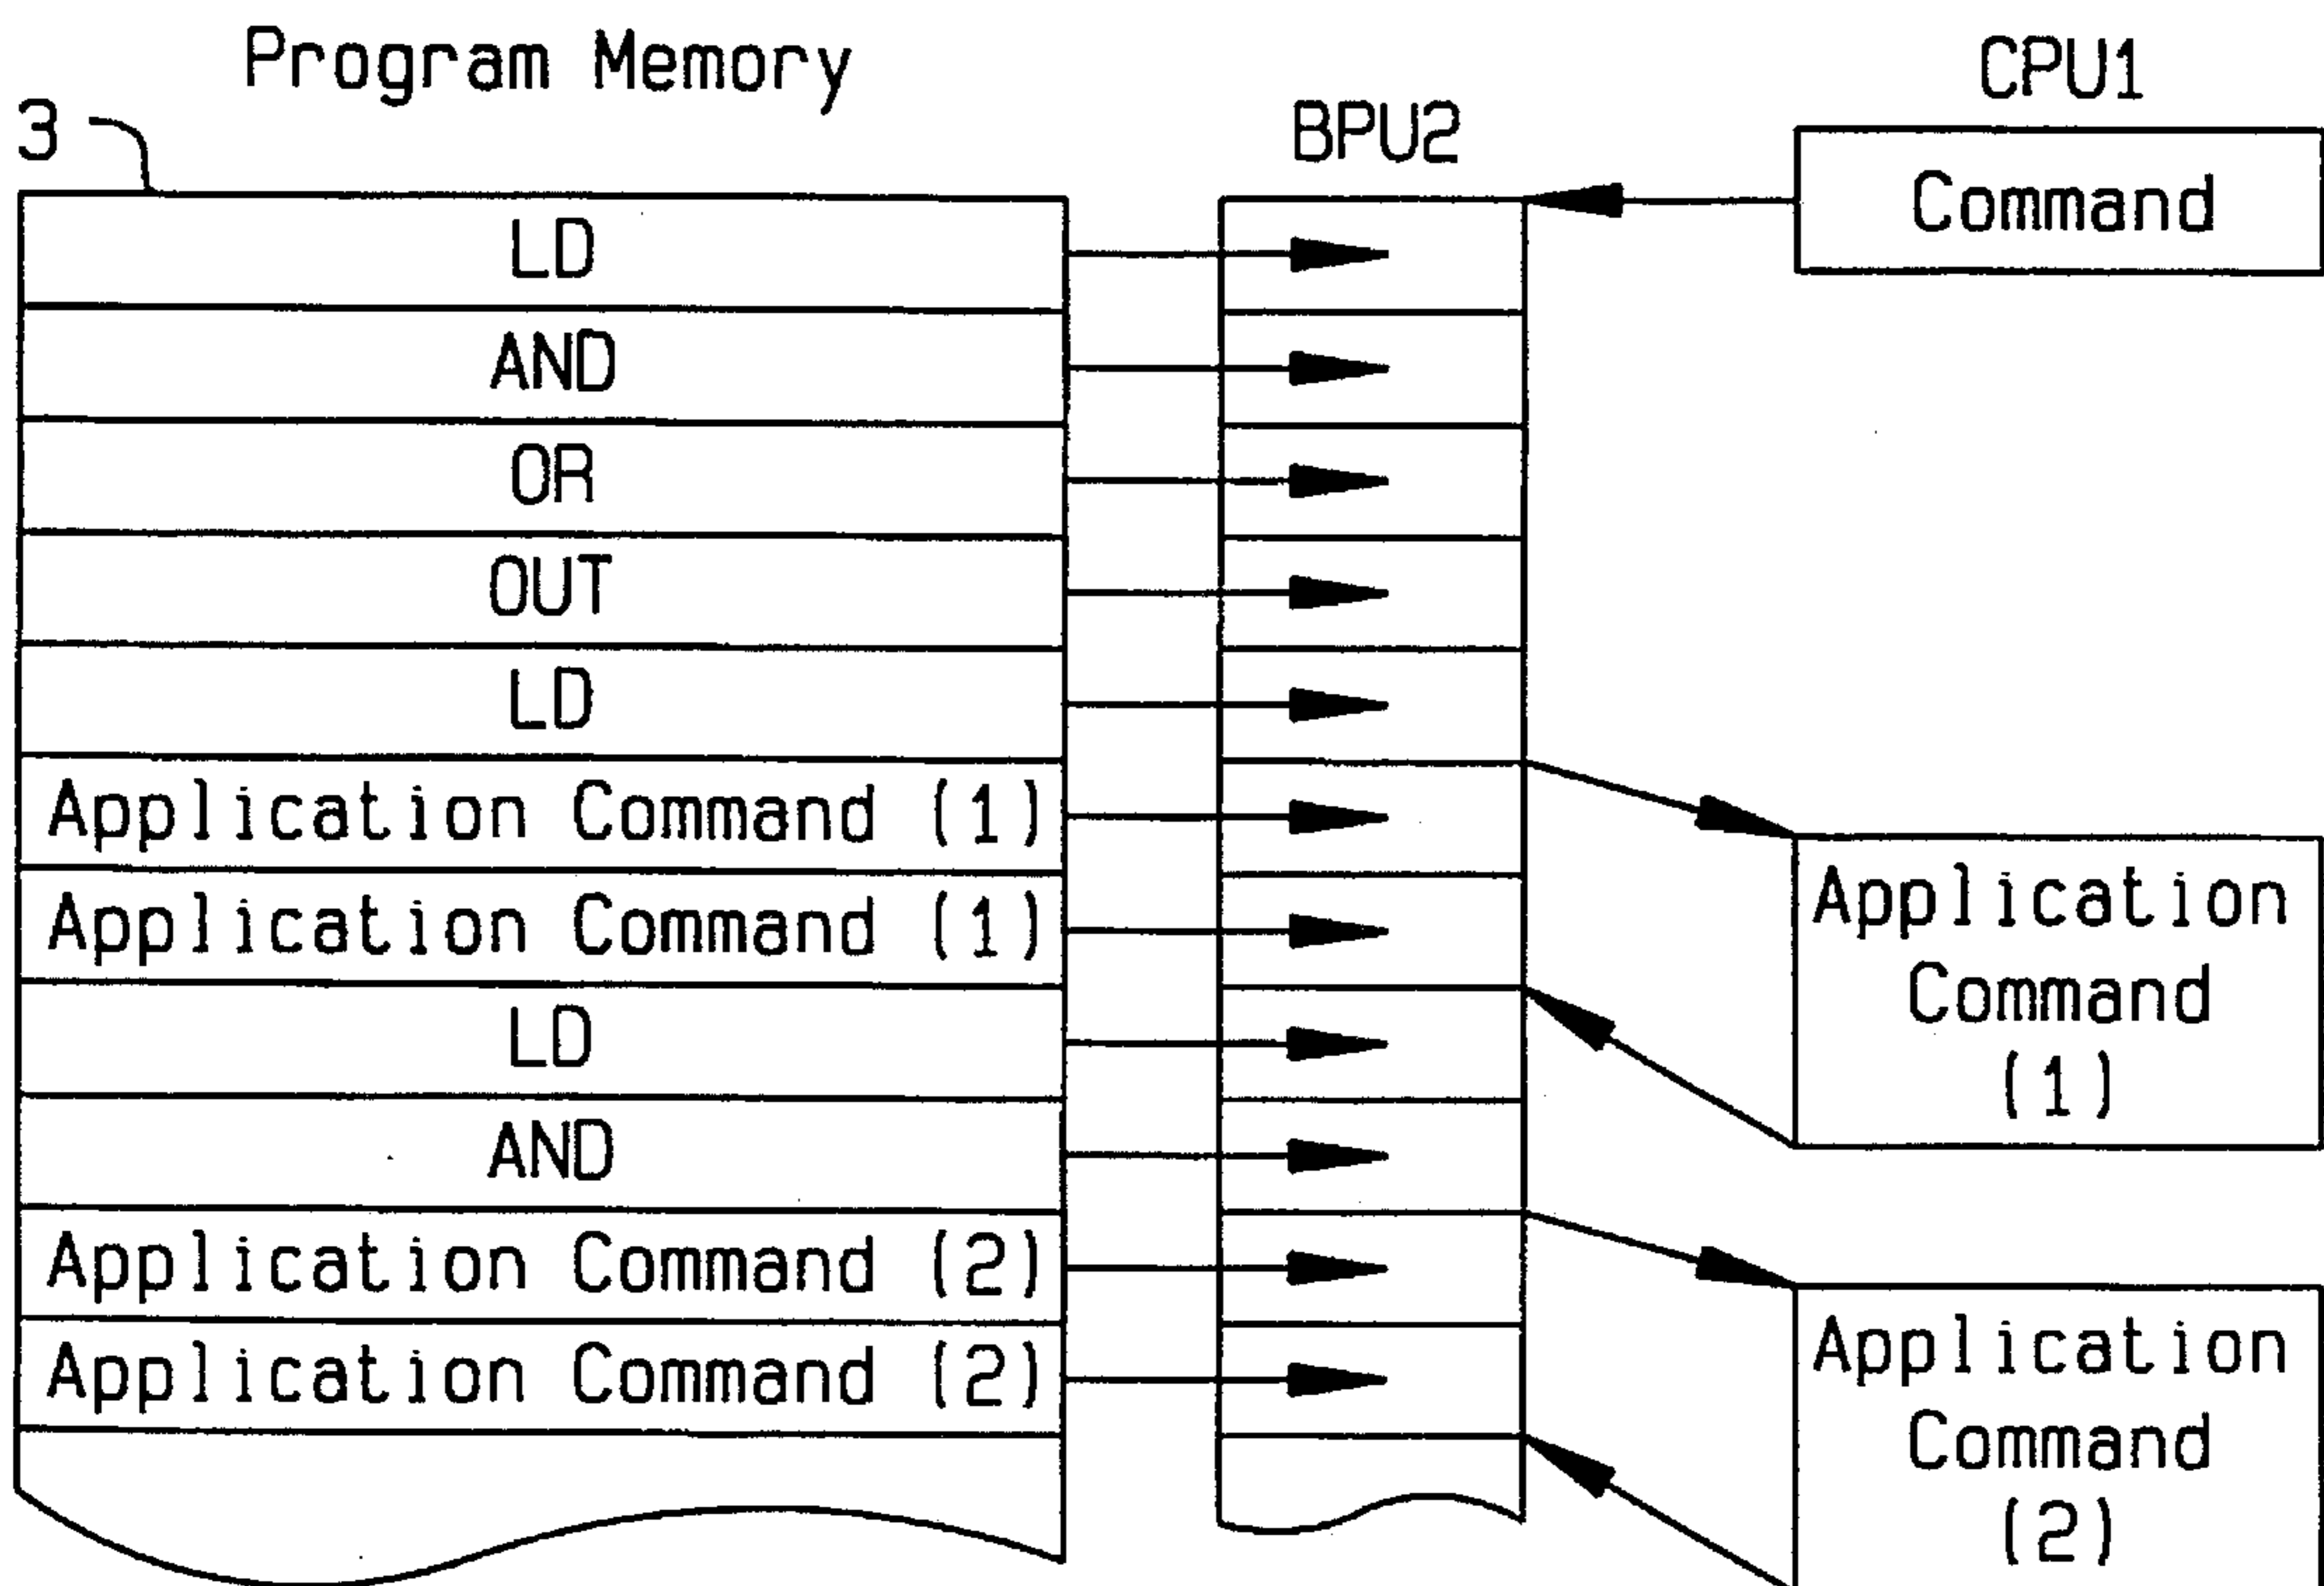 Program Memory
3
LD
AND
OR
OUT
LD
Application Command (1)
Application Command (1)
LD
AND
Application Command (2)
Application Command (2)
BPU2
CPU1
Command
Application
Command
(1)
Application
Command
(2)